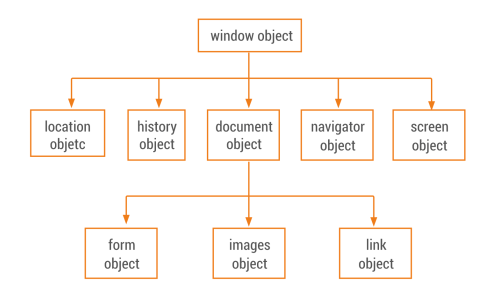 window object
location
objetc
history
object
document
object
navigator
object
screen
object
form
object
images
object
link
object